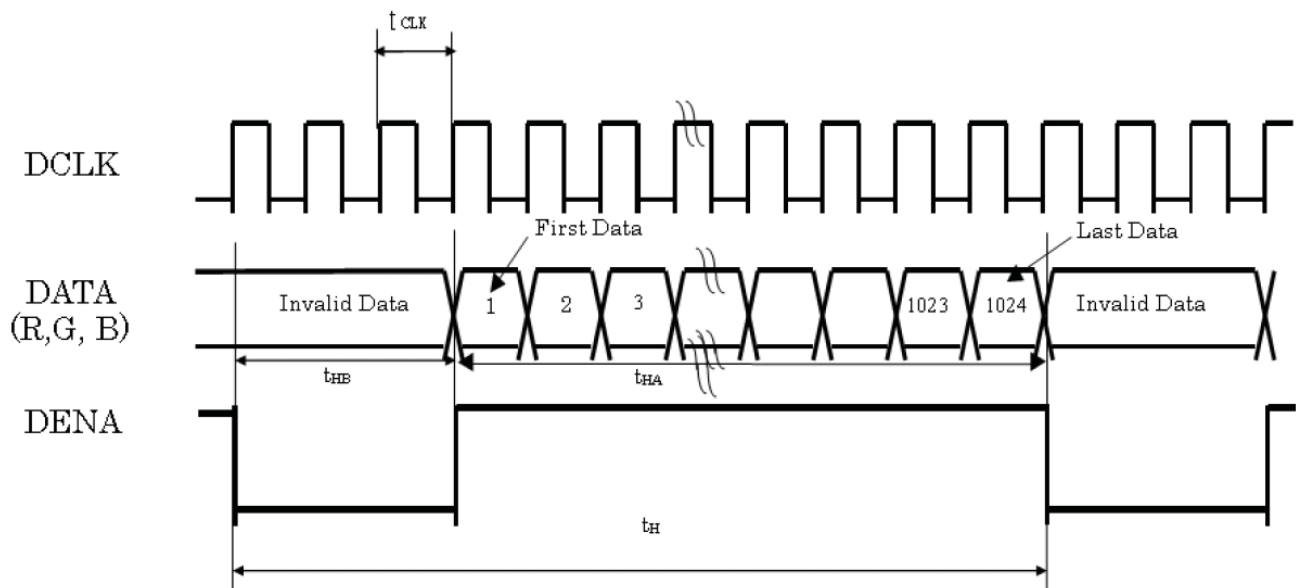 t CLK
DCLK
First Data
Last Data
DATA
(R,G, B)
Invalid Data
1
2
3
1023
1024
Invalid Data
tHB
tHA
DENA
tH